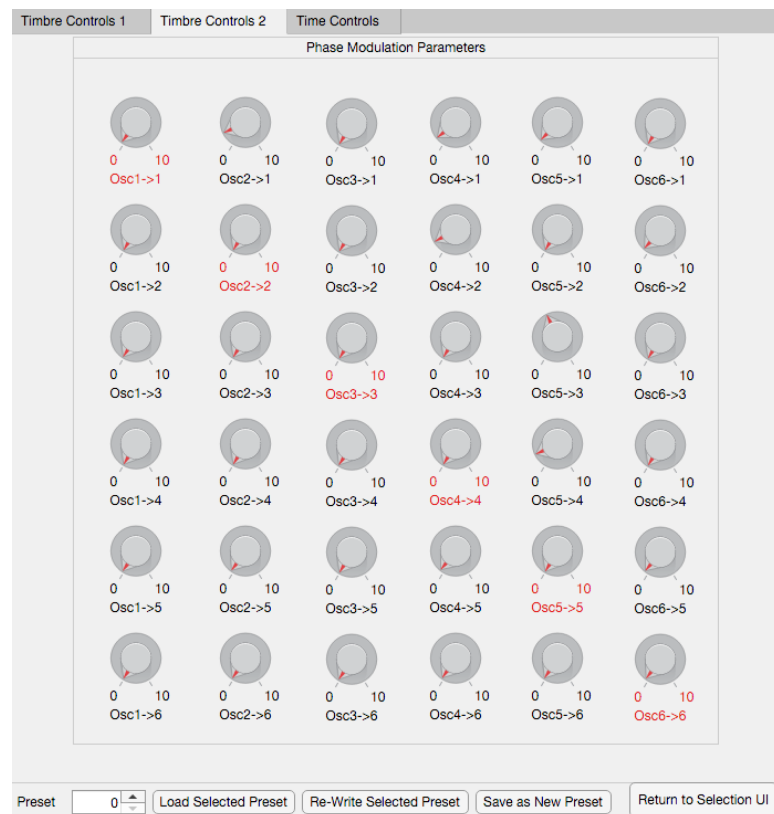 Timbre Controls 1 Timbre Controls 2 Time Controls
Phase Modulation Parameters
0 10 0 10 0 10 0 10 0 10 0 10
Osc1->1 Osc2->1 Osc3->1 Osc4->1 Osc5->1 Osc6->1
0 10 0 10 0 10 0 10 0 10 0 10
Osc1->2 Osc2->2 Osc3->2 Osc4->2 Osc5->2 Osc6->2
0 10 0 10 0 10 0 10 0 10 0 10
Osc1->3 Osc2->3 Osc3->3 Osc4->3 Osc5->3 Osc6->3
0 10 0 10 0 10 0 10 0 10 0 10
Osc1->4 Osc2->4 Osc3->4 Osc4->4 Osc5->4 Osc6->4
0 10 0 10 0 10 0 10 0 10 0 10
Osc1->5 Osc2->5 Osc3->5 Osc4->5 Osc5->5 Osc6->5
0 10 0 10 0 10 0 10 0 10 0 10
Osc1->6 Osc2->6 Osc3->6 Osc4->6 Osc5->6 Osc6->6
Preset 0 Load Selected Preset Re-Write Selected Preset Save as New Preset Return to Selection UI